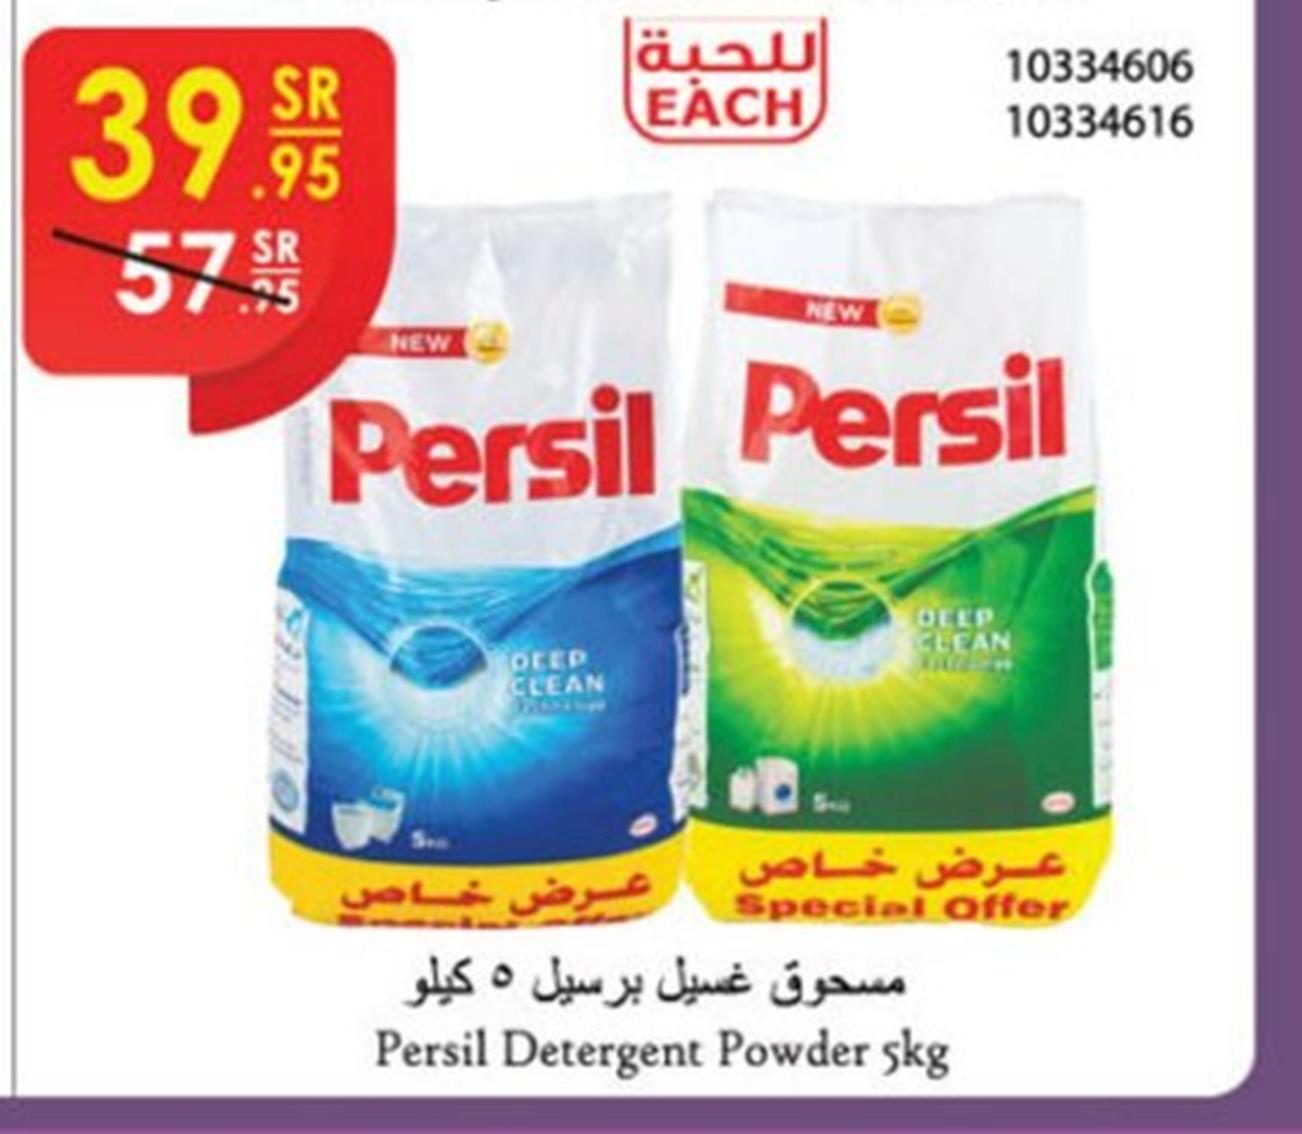 39 SR .95
57 SR .95
للحبة
EACH
10334606
10334616
NEW
Persil
DEEP
CLEAN
5KG
عرض خاص
NEW
Persil
DEEP
CLEAN
5KG
عرض خاص
Special Offer
مسحوق غسيل برسيل ٥ كيلو
Persil Detergent Powder 5kg